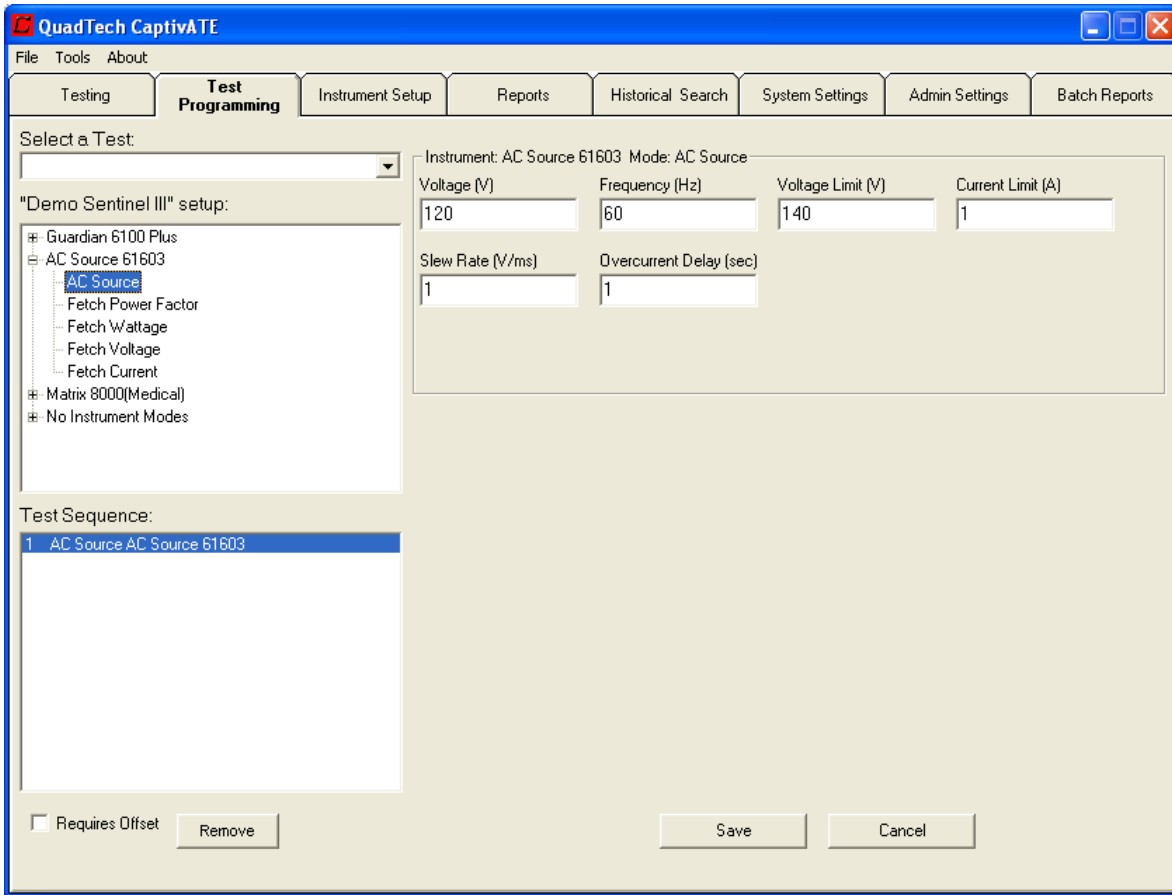 QuadTech CaptivATE
File Tools About
Testing
Test Programming
Instrument Setup
Reports
Historical Search
System Settings
Admin Settings
Batch Reports
Select a Test:
"Demo Sentinel III" setup:
Guardian 6100 Plus
AC Source 61603
AC Source
Fetch Power Factor
Fetch Wattage
Fetch Voltage
Fetch Current
Matrix 8000(Medical)
No Instrument Modes
Test Sequence:
1 AC Source AC Source 61603
Requires Offset
Remove
Instrument: AC Source 61603 Mode: AC Source
Voltage (V) Frequency (Hz) Voltage Limit (V) Current Limit (A)
120 60 140 1
Slew Rate (V/ms) Overcurrent Delay (sec)
1 1
Save Cancel